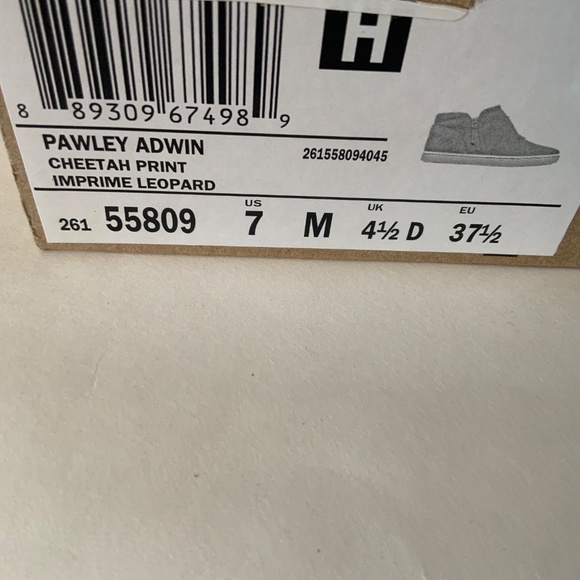 8 89309 67498 9
PAWLEY ADWIN
CHEETAH PRINT
IMPRIME LEOPARD
261558094045
US UK EU
261 55809 7 M 4½ D 37½